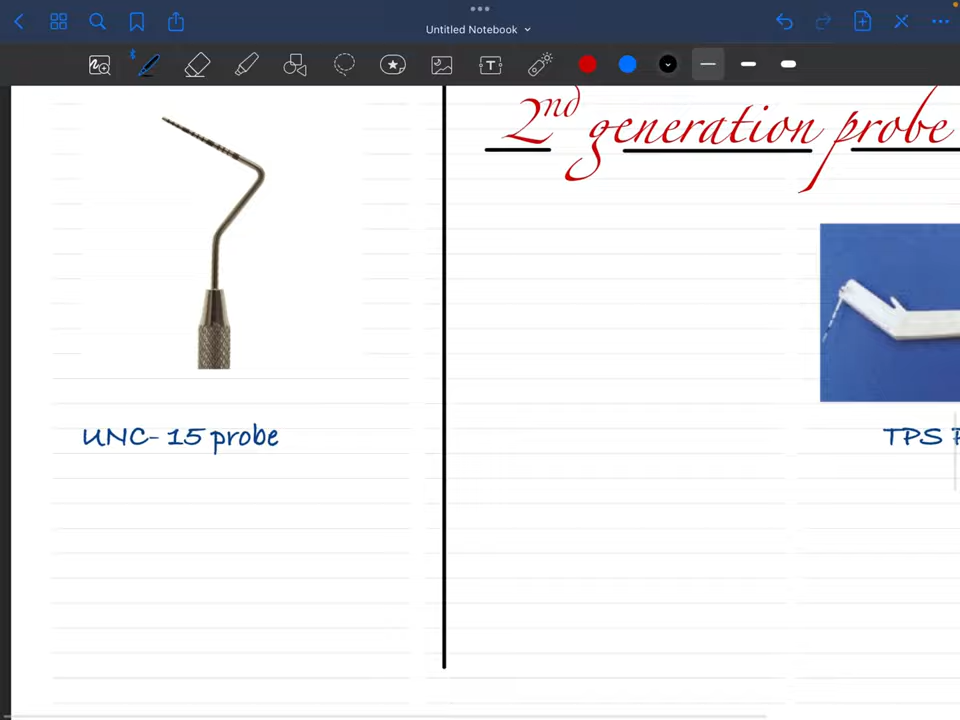 Untitled Notebook
T
2nd generation probe
UNC- 15 probe
TPS